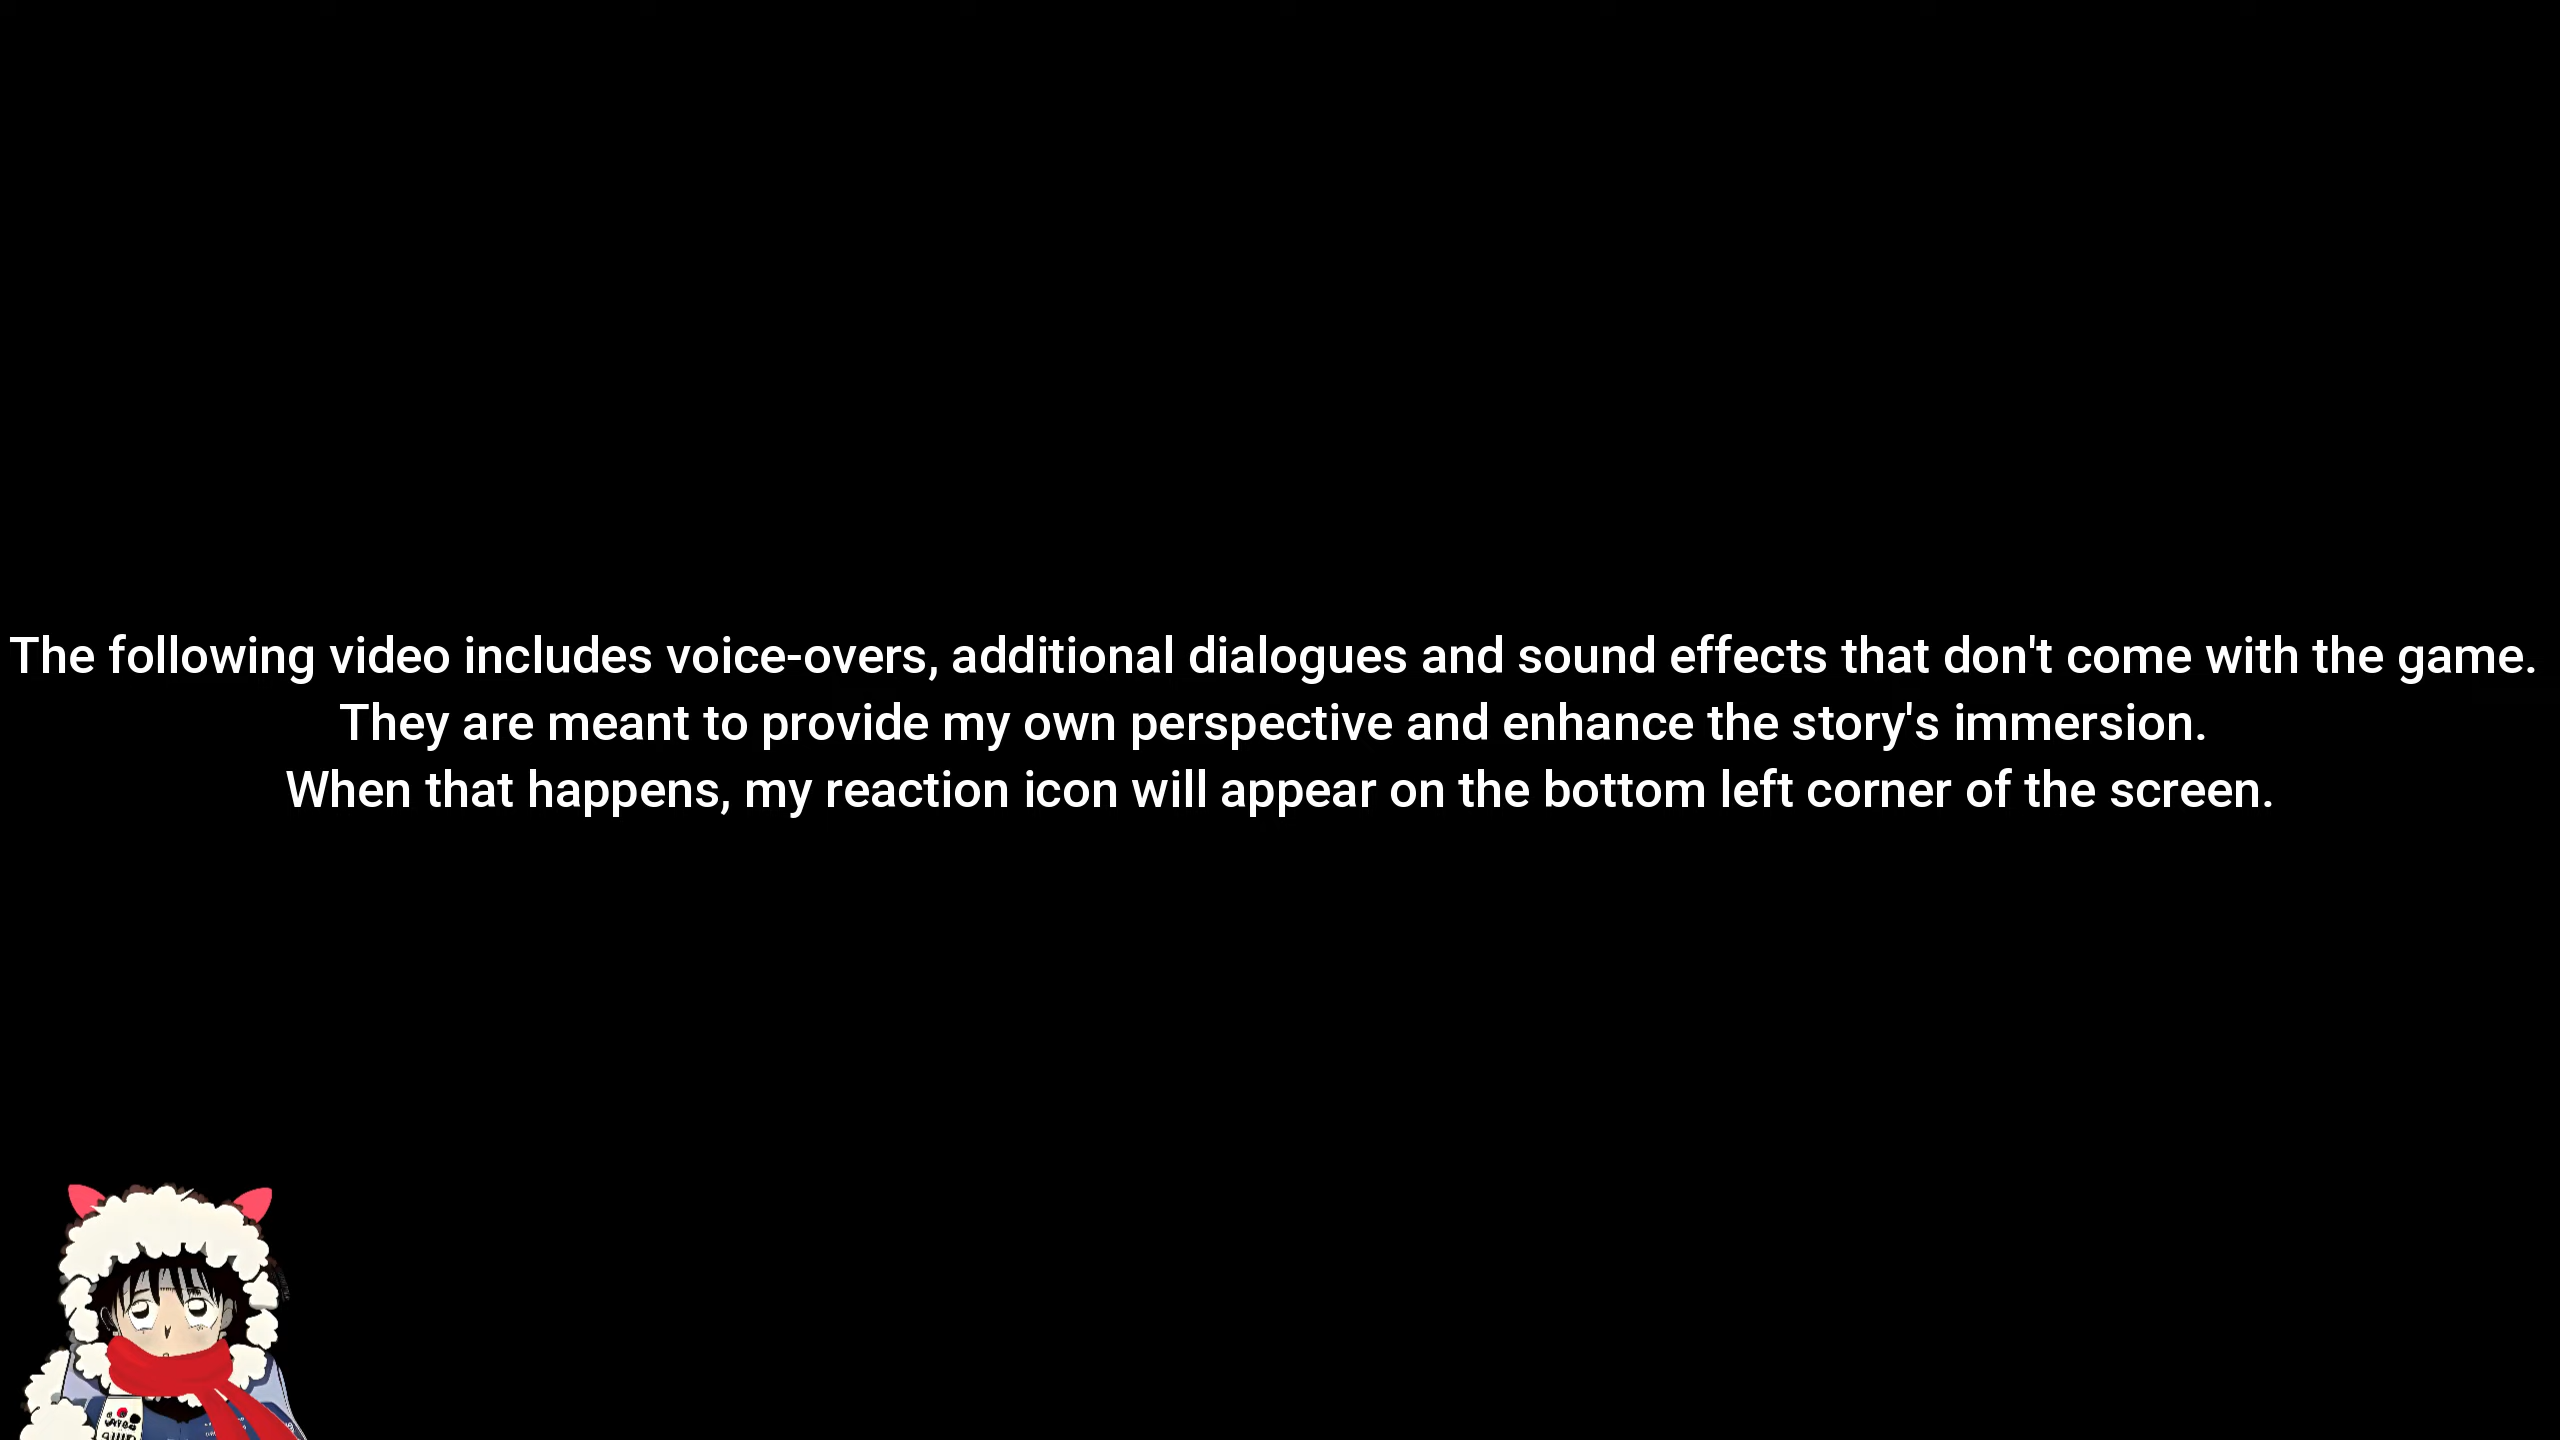 The following video includes voice-overs, additional dialogues and sound effects that don't come with the game.
They are meant to provide my own perspective and enhance the story's immersion.
When that happens, my reaction icon will appear on the bottom left corner of the screen.